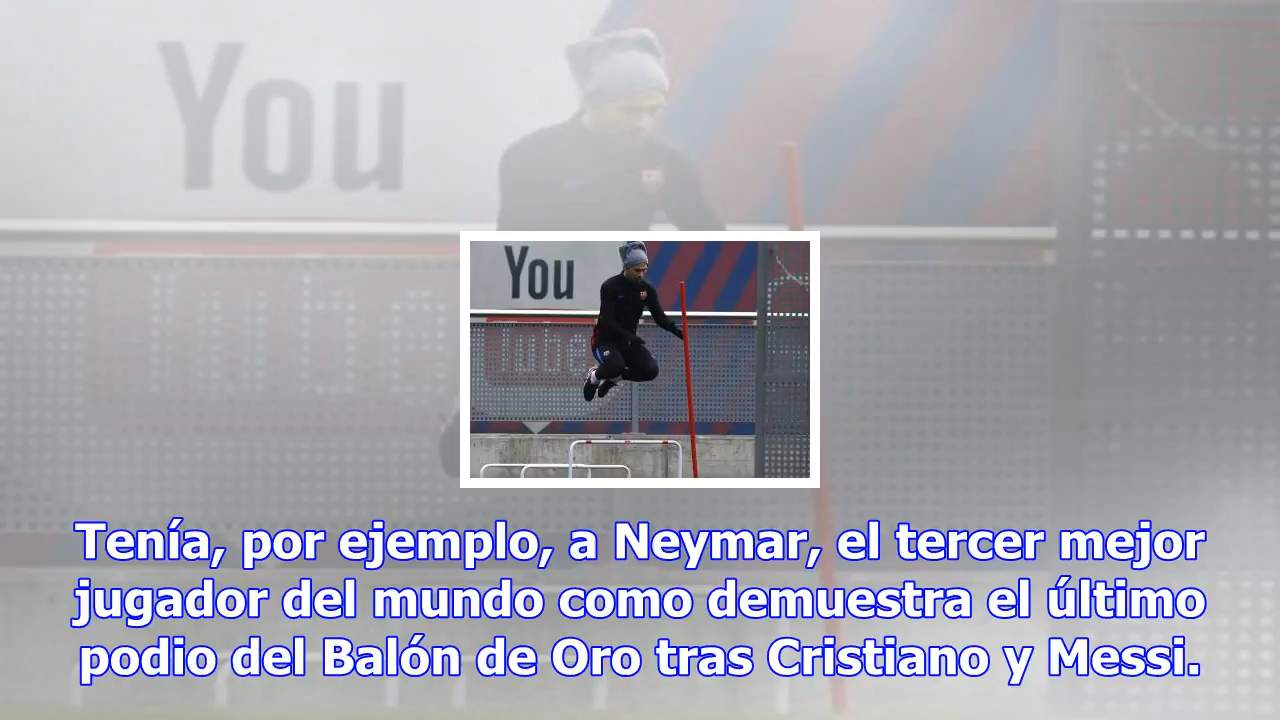 You
You
Tube
Tenía, por ejemplo, a Neymar, el tercer mejor
jugador del mundo como demuestra el último
podio del Balón de Oro tras Cristiano y Messi.